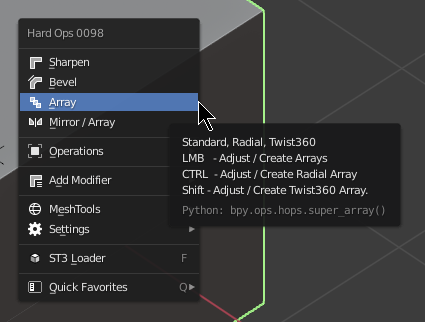 Hard Ops 0098
Sharpen
Bevel
Array
Mirror / Array
Operations
Add Modifier
MeshTools
Settings
ST3 Loader F
Quick Favorites Q
Standard, Radial, Twist360
LMB - Adjust / Create Arrays
CTRL - Adjust / Create Radial Array
Shift - Adjust / Create Twist360 Array.
Python: bpy.ops.hops.super_array()